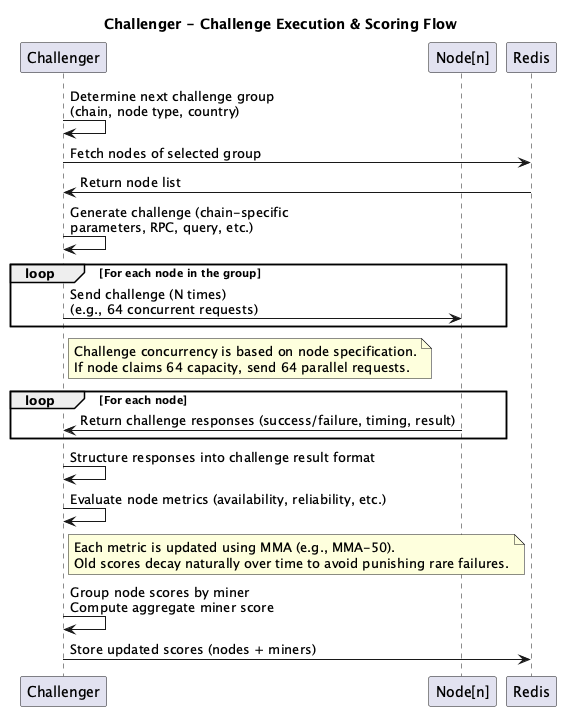 Challenger - Challenge Execution & Scoring Flow
Challenger
Node[n]
Redis
Determine next challenge group
(chain, node type, country)
Fetch nodes of selected group
Return node list
Generate challenge (chain-specific
parameters, RPC, query, etc.)
loop
[For each node in the group]
Send challenge (N times)
(e.g., 64 concurrent requests)
Challenge concurrency is based on node specification.
If node claims 64 capacity, send 64 parallel requests.
loop
[For each node]
Return challenge responses (success/failure, timing, result)
Structure responses into challenge result format
Evaluate node metrics (availability, reliability, etc.)
Each metric is updated using MMA (e.g., MMA-50).
Old scores decay naturally over time to avoid punishing rare failures.
Group node scores by miner
Compute aggregate miner score
Store updated scores (nodes + miners)
Challenger
Node[n]
Redis